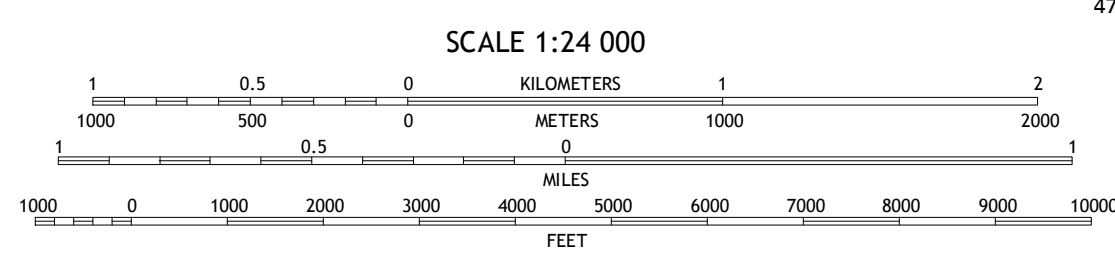 47
SCALE 1:24 000
1 0.5 0 KILOMETERS 1 2
1000 500 0 METERS 1000 2000
1 0.5 0 1
MILES
1000 0 1000 2000 3000 4000 5000 6000 7000 8000 9000 10000
FEET